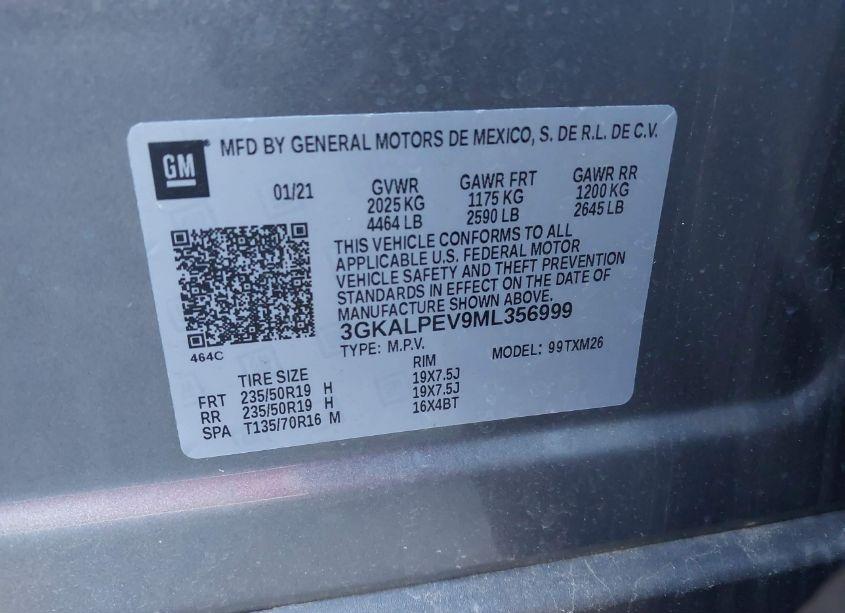 GM
MFD BY GENERAL MOTORS DE MEXICO, S. DE R.L. DE C.V.
01/21 GVWR GAWR FRT GAWR RR
2025 KG 1175 KG 1200 KG
4464 LB 2590 LB 2645 LB
THIS VEHICLE CONFORMS TO ALL
APPLICABLE U.S. FEDERAL MOTOR
VEHICLE SAFETY AND THEFT PREVENTION
STANDARDS IN EFFECT ON THE DATE OF
MANUFACTURE SHOWN ABOVE.
3GKALPEV9ML356999
464C
TYPE: M.P.V. MODEL: 99TXM26
TIRE SIZE RIM
FRT 235/50R19 H 19X7.5J
RR 235/50R19 H 19X7.5J
SPA T135/70R16 M 16X4BT